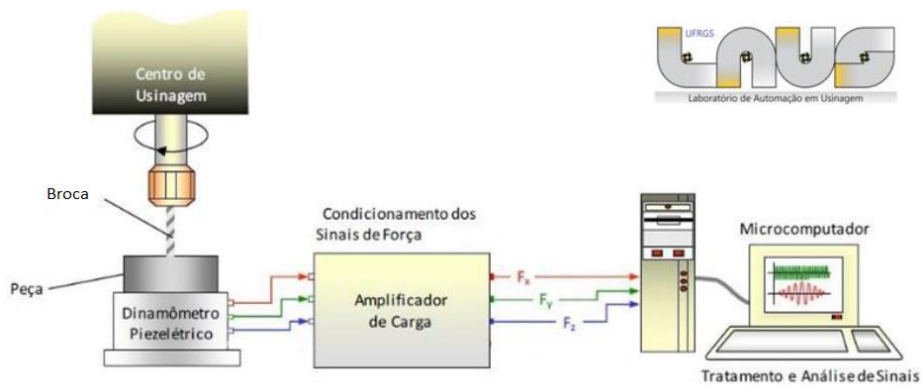 Centro de
Usinagem
UFRGS
LAUS
Laboratório de Automação em Usinagem
Broca
Condicionamento dos
Sinais de Força
Microcomputador
Peça
Dinamômetro
Piezelétrico
Amplificador
de Carga
Fx
Fy
Fz
Tratamento e Análise de Sinais